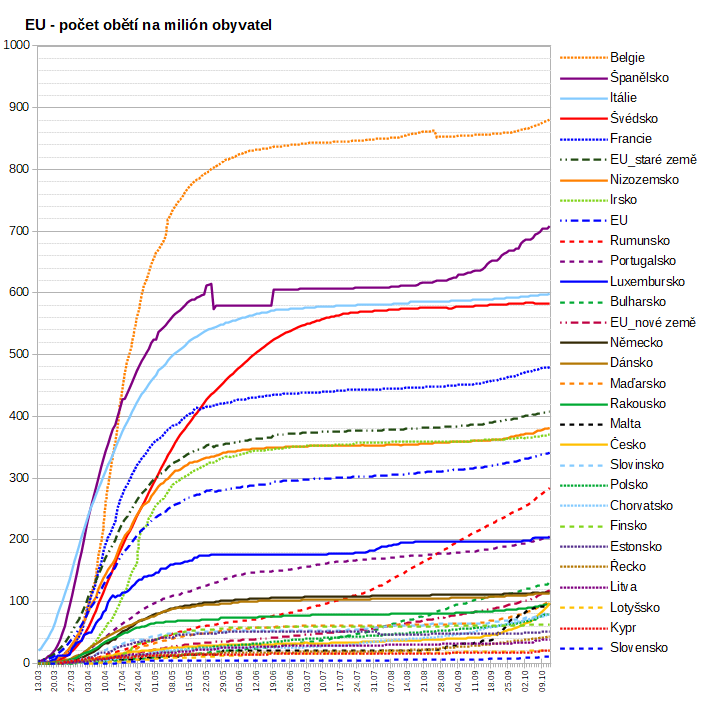 EU - počet obětí na milión obyvatel
1000
900
800
700
600
500
400
300
200
100
0
Belgie
Španělsko
Itálie
Švédsko
Francie
EU_staré země
Nizozemsko
Irsko
EU
Rumunsko
Portugalsko
Luxembursko
Bulharsko
EU_nové země
Německo
Dánsko
Maďarsko
Rakousko
Malta
Česko
Slovinsko
Polsko
Chorvatsko
Finsko
Estonsko
Řecko
Litva
Lotyšsko
Kypr
Slovensko
13.03
20.03
27.03
03.04
10.04
17.04
24.04
01.05
08.05
15.05
22.05
29.05
05.06
12.06
19.06
26.06
03.07
10.07
17.07
24.07
31.07
07.08
14.08
21.08
28.08
04.09
11.09
18.09
25.09
02.10
09.10